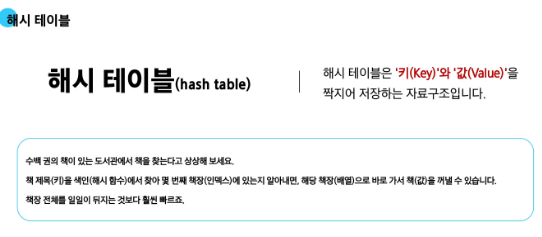 해시 테이블
해시 테이블(hash table)
해시 테이블은 '키(Key)'와 '값(Value)'을
짝지어 저장하는 자료구조입니다.
수백 권의 책이 있는 도서관에서 책을 찾는다고 상상해 보세요.
책 제목(키)을 색인(해시 함수)에서 찾아 몇 번째 책장(인덱스)에 있는지 알아내면, 해당 책장(배열)으로 바로 가서 책(값)을 꺼낼 수 있습니다.
책장 전체를 일일이 뒤지는 것보다 훨씬 빠르죠.